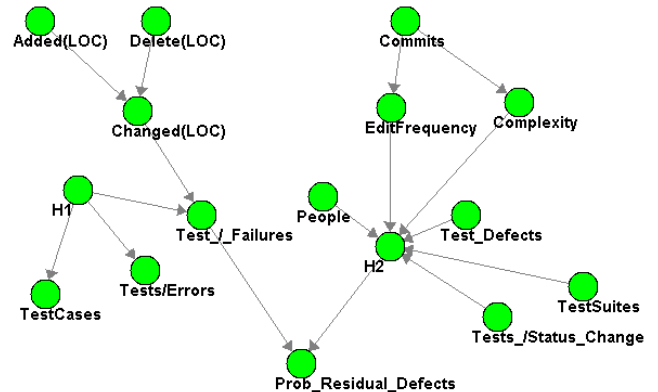 Added(LOC)
Delete(LOC)
Commits
Changed(LOC)
EditFrequency
Complexity
H1
Test_/_Failures
People
Test_Defects
H2
TestCases
Tests/Errors
TestSuites
Tests_/Status_Change
Prob_Residual_Defects